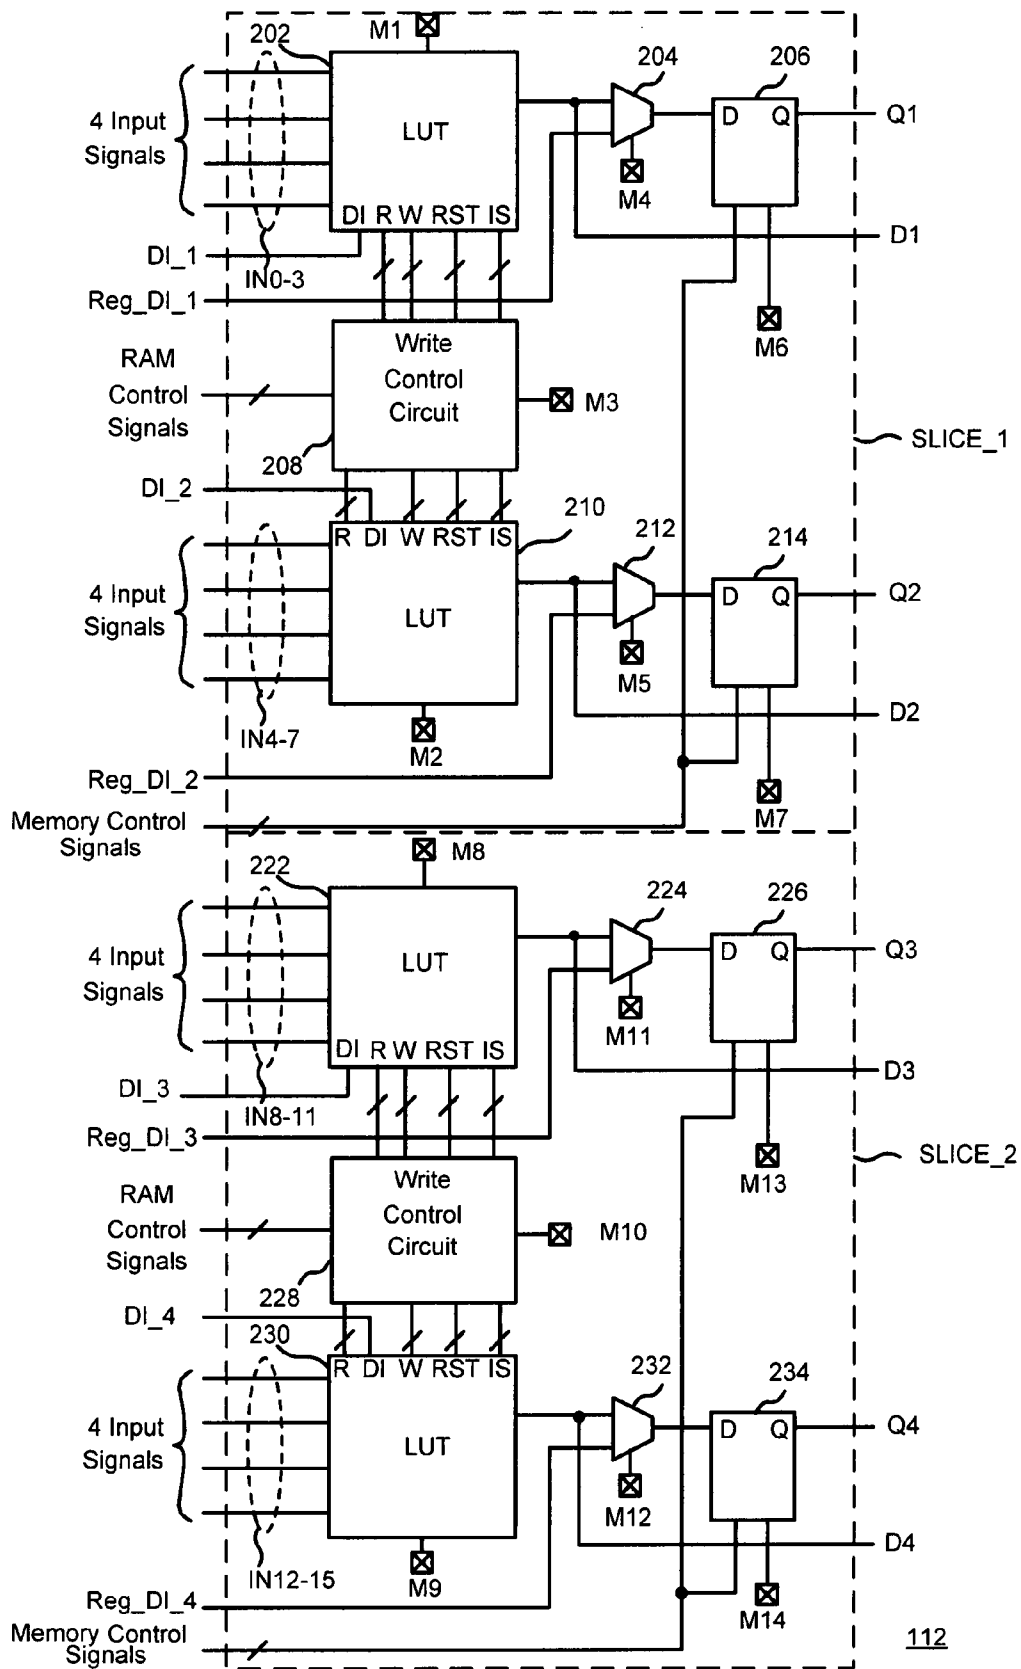 M1
202
204
206
4 Input
Signals
LUT
D Q
Q1
M4
DI R W RST IS
DI_1
D1
IN0-3
Reg_DI_1
M6
RAM
Control
Signals
Write
Control
Circuit
M3
SLICE_1
208
DI_2
210
212
214
R DI W RST IS
4 Input
Signals
LUT
D Q
Q2
M5
D2
IN4-7
M2
Reg_DI_2
M7
Memory Control
Signals
M8
222
224
226
4 Input
Signals
LUT
D Q
Q3
M11
DI R W RST IS
DI_3
D3
IN8-11
Reg_DI_3
SLICE_2
M13
RAM
Control
Signals
Write
Control
Circuit
M10
228
DI_4
230
232
234
R DI W RST IS
4 Input
Signals
LUT
D Q
Q4
M12
D4
IN12-15
M9
Reg_DI_4
M14
Memory Control
Signals
112